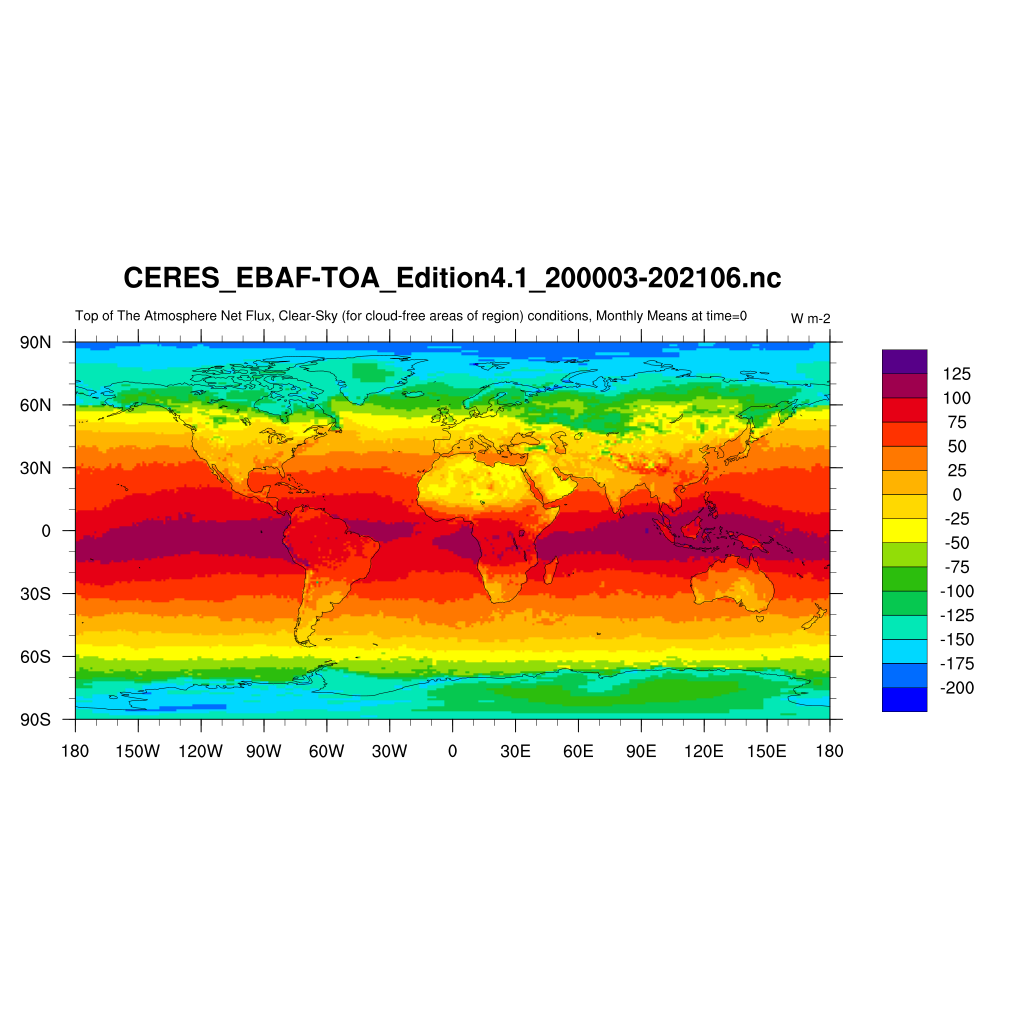 CERES_EBAF-TOA_Edition4.1_200003-202106.nc
Top of The Atmosphere Net Flux, Clear-Sky (for cloud-free areas of region) conditions, Monthly Means at time=0 W m-2
90N
60N
30N
0
30S
60S
90S
180 150W 120W 90W 60W 30W 0 30E 60E 90E 120E 150E 180
125
100
75
50
25
0
-25
-50
-75
-100
-125
-150
-175
-200